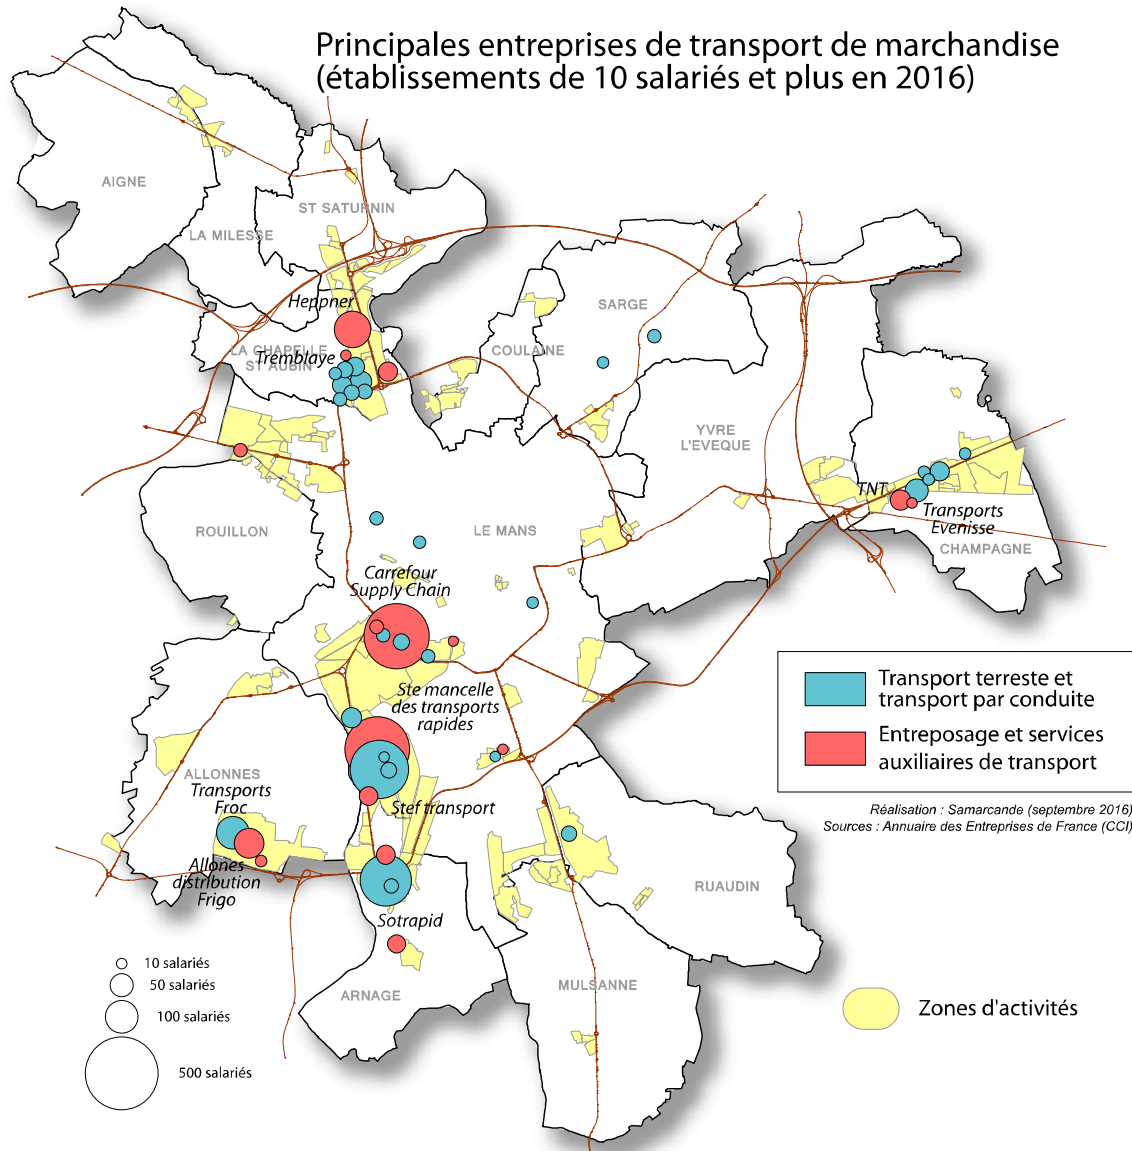 Principales entreprises de transport de marchandise
(établissements de 10 salariés et plus en 2016)
AIGNE
ST SATURNIN
LA MILESSE
Heppner
SARGE
LA CHAPELLE
ST AUBIN
Tremblaye
COULAINE
YVRE
L'EVEQUE
TNT
Transports
Evenisse
CHAMPAGNE
ROUILLON
LE MANS
Carrefour
Supply Chain
Ste mancelle
des transports
rapides
ALLONNES
Transports
Froc
Stef transport
Allones
distribution
Frigo
Sotrapid
RUAUDIN
ARNAGE
MULSANNE
Transport terreste et
transport par conduite
Entreposage et services
auxiliaires de transport
Réalisation : Samarcande (septembre 2016)
Sources : Annuaire des Entreprises de France (CCI)
10 salariés
50 salariés
100 salariés
500 salariés
Zones d'activités